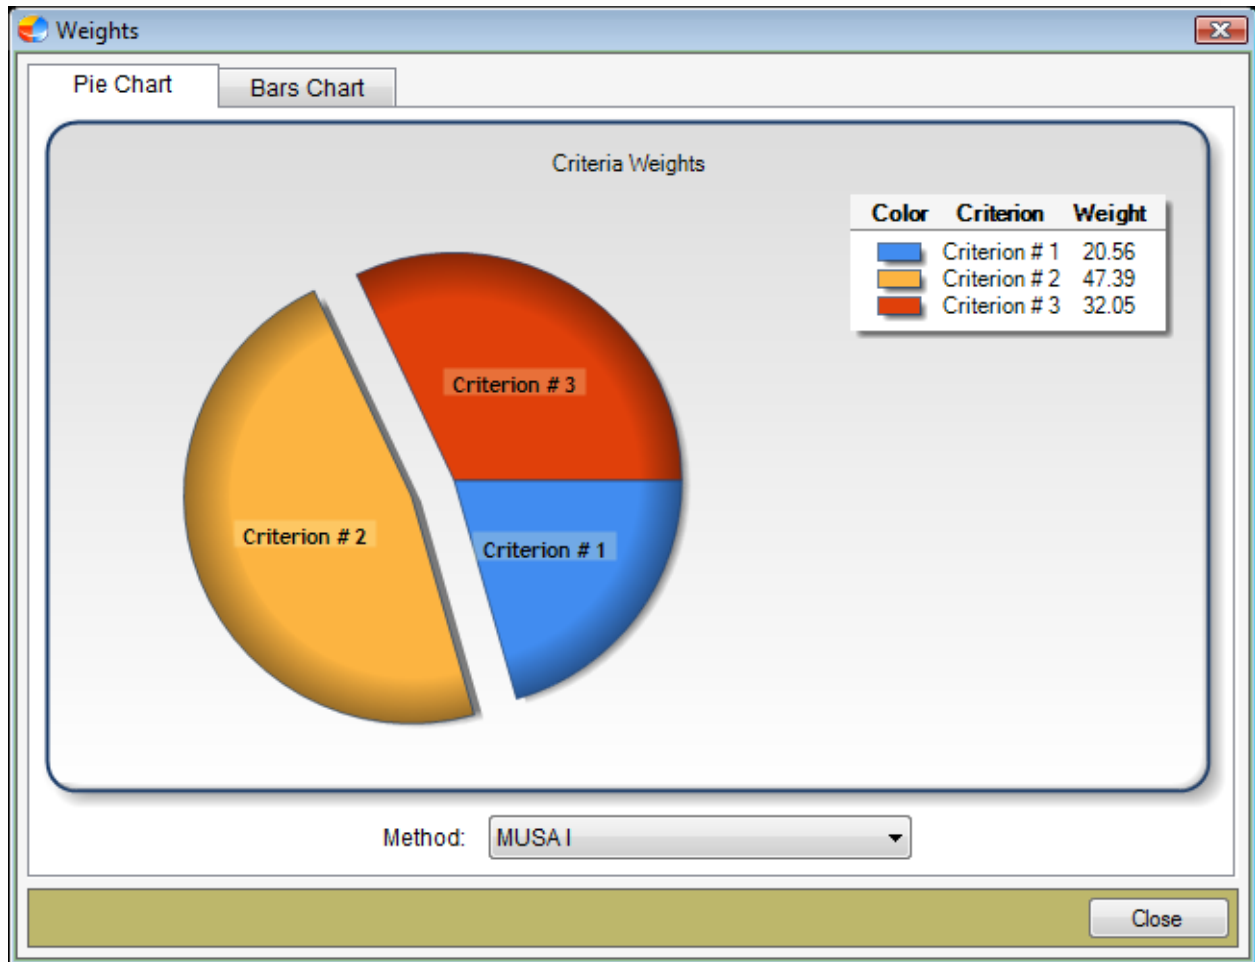 Weights
Pie Chart
Bars Chart
Criteria Weights
Color Criterion Weight
Criterion # 1 20.56
Criterion # 2 47.39
Criterion # 3 32.05
Criterion # 3
Criterion # 2
Criterion # 1
Method: MUSA I
Close